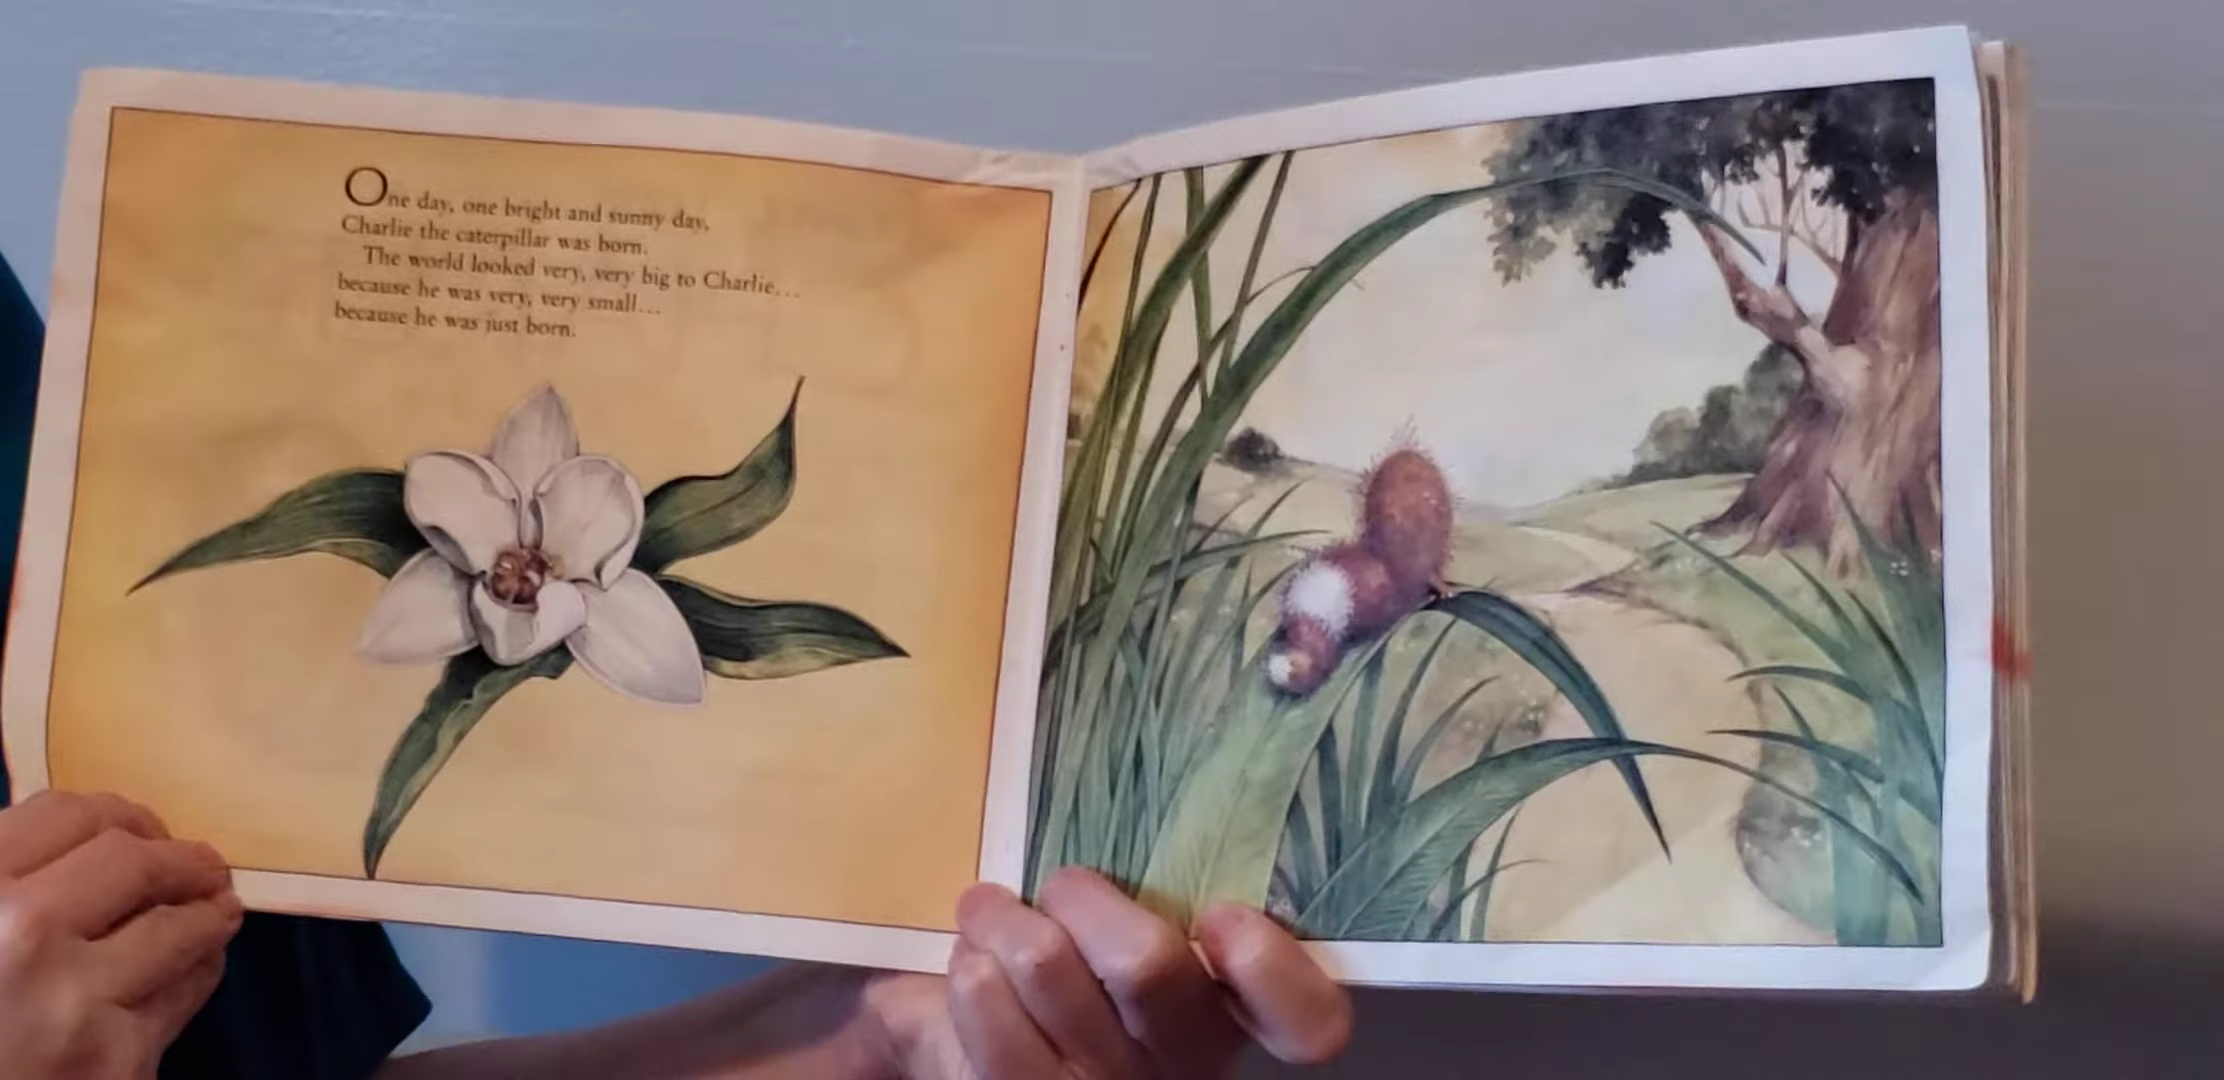 One day, one bright and sunny day,
Charlie the caterpillar was born.
The world looked very, very big to Charlie...
because he was very, very small...
because he was just born.